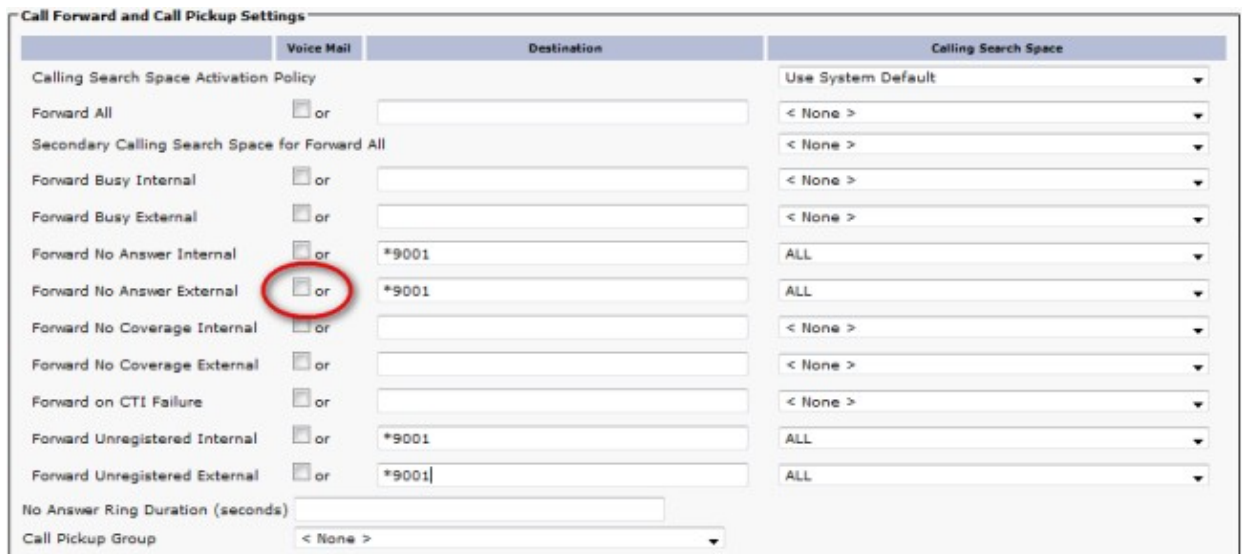 Call Forward and Call Pickup Settings
Voice Mail Destination Calling Search Space
Calling Search Space Activation Policy Use System Default
Forward All or < None >
Secondary Calling Search Space for Forward All < None >
Forward Busy Internal or < None >
Forward Busy External or < None >
Forward No Answer Internal or *9001 ALL
Forward No Answer External or *9001 ALL
Forward No Coverage Internal or < None >
Forward No Coverage External or < None >
Forward on CTI Failure or < None >
Forward Unregistered Internal or *9001 ALL
Forward Unregistered External or *9001 ALL
No Answer Ring Duration (seconds)
Call Pickup Group < None >